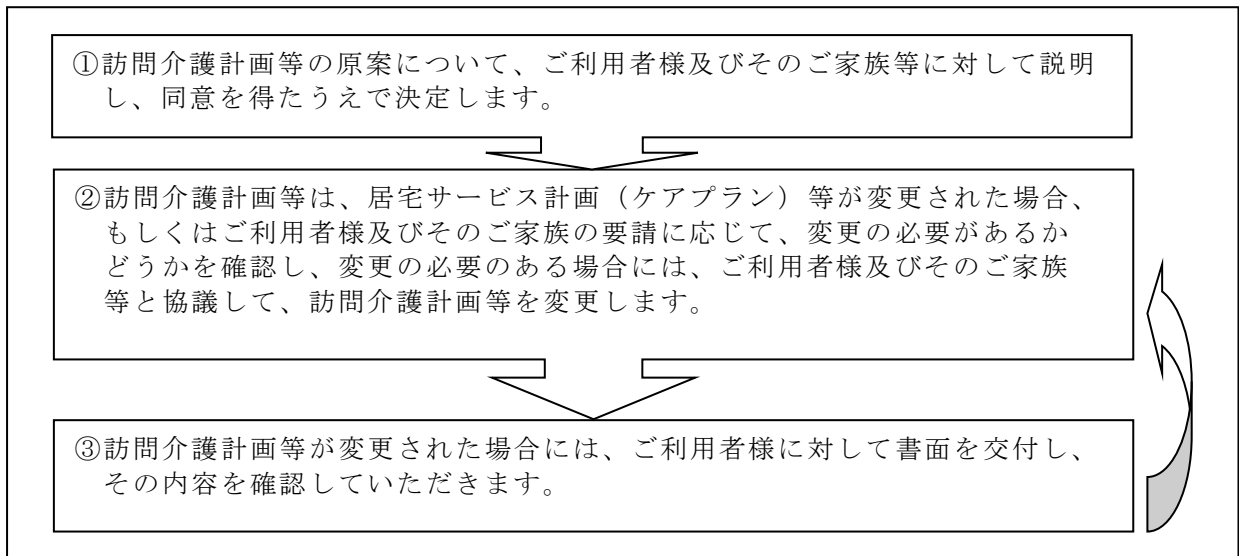 ①訪問介護計画等の原案について、ご利用者様及びそのご家族等に対して説明
し、同意を得たうえで決定します。
②訪問介護計画等は、居宅サービス計画（ケアプラン）等が変更された場合、
もしくはご利用者様及びそのご家族の要請に応じて、変更の必要があるか
どうかを確認し、変更の必要のある場合には、ご利用者様及びそのご家族
等と協議して、訪問介護計画等を変更します。
③訪問介護計画等が変更された場合には、ご利用者様に対して書面を交付し、
その内容を確認していただきます。